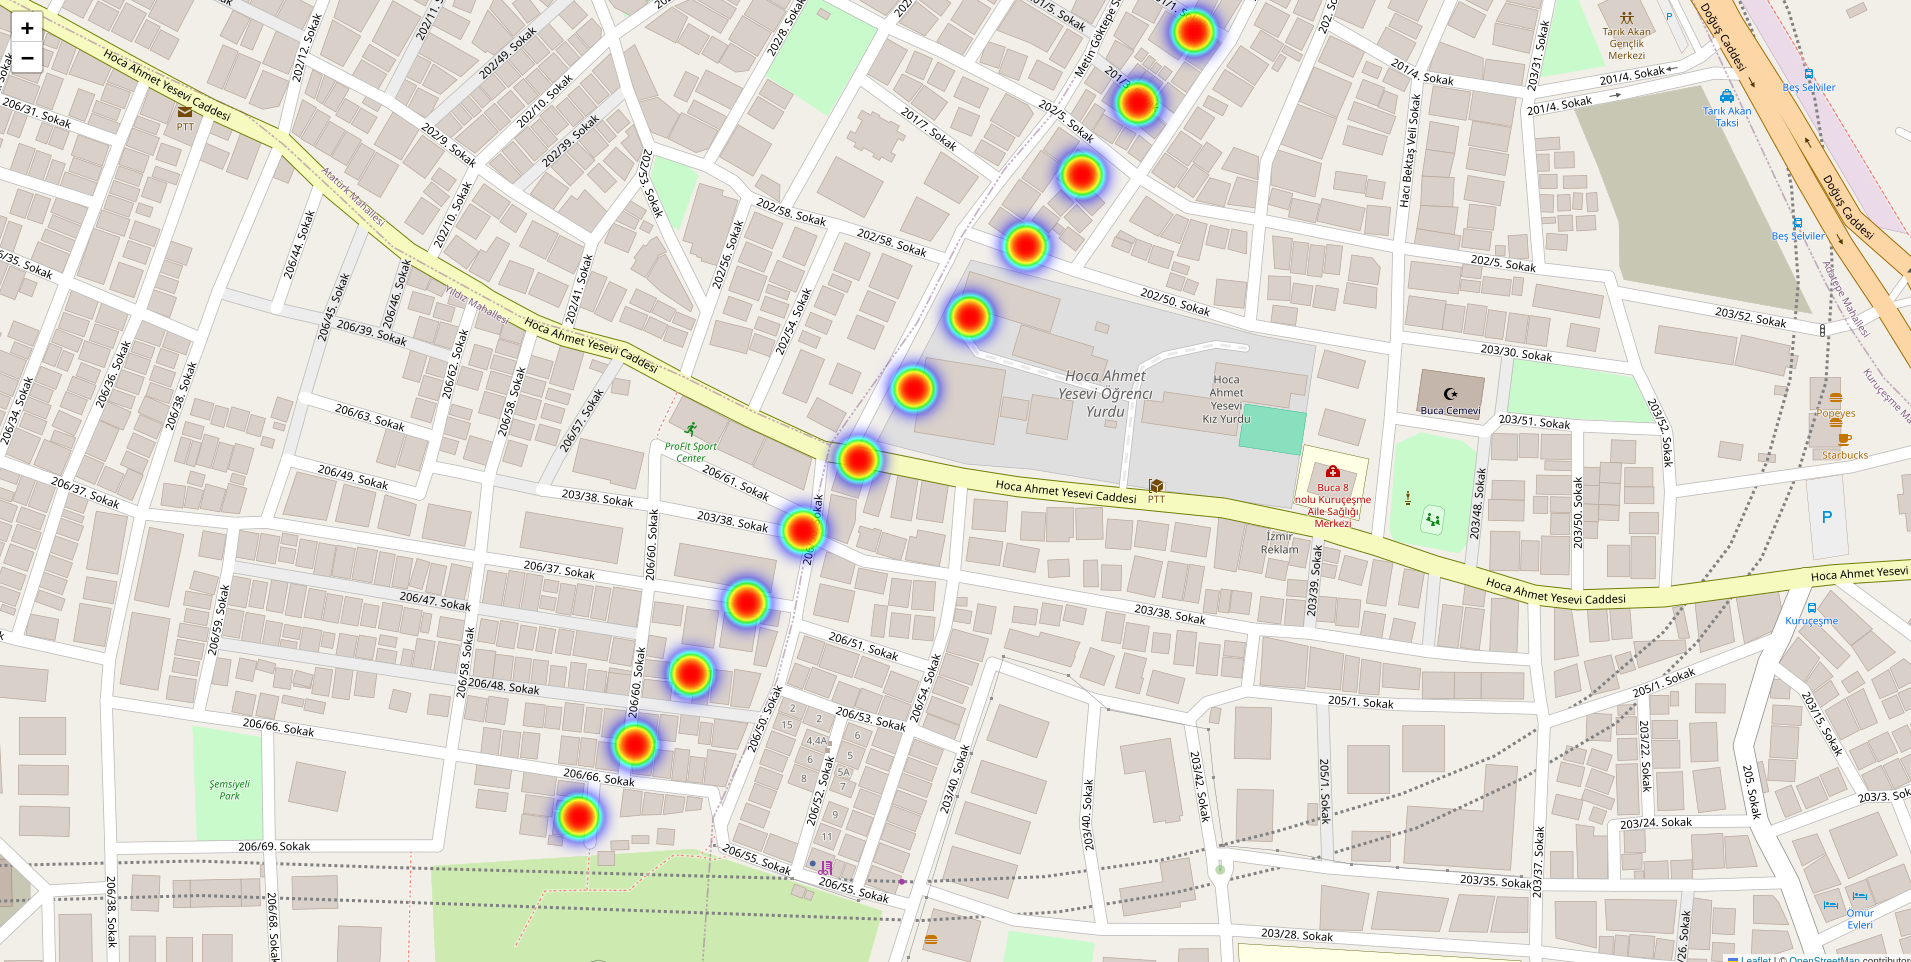 +
−
Hoca Ahmet Yesevi Caddesi
PTT
206/31. Sokak
202/12. Sokak
202/11. S
202/49. Sokak
202/10. Sokak
202/39. Sokak
202/9. Sokak
202/10. Sokak
Atatürk Mahallesi
Yıldız Mahallesi
202/53. Sokak
202/8. Sokak
201/7. Sokak
202/5. Sokak
Metin Göktepe S
201/5. Sokak
201/4. Sokak
203/31. Sokak
201/4. Sokak
201/4. Sokak
Tarık Akan
Gençlik
Merkezi
P
Doğuş Caddesi
Beş Selviler
Tarık Akan
Taksi
Doğuş Caddesi
Beş Selviler
Adatepe Mahallesi
Hacı Bektaş Veli Sokak
202/58. Sokak
202/58. Sokak
202/56. Sokak
202/54. Sokak
202/41. Sokak
202/50. Sokak
202/5. Sokak
203/52. Sokak
203/30. Sokak
206/44. Sokak
206/45. Sokak
206/46. Sokak
206/39. Sokak
/35. Sokak
206/36. Sokak
206/34. Sokak
206/38. Sokak
206/62. Sokak
206/58. Sokak
206/57. Sokak
206/63. Sokak
Hoca Ahmet Yesevi Caddesi
Hoca Ahmet
Yesevi Öğrenci
Yurdu
Hoca
Ahmet
Yesevi
Kız Yurdu
Buca Cemevi
203/51. Sokak
203/52. Sokak
Popeyes
Starbucks
ProFit Sport
Center
206/61. Sokak
206/49. Sokak
206/37. Sokak
203/38. Sokak
203/38. Sokak
Hoca Ahmet Yesevi Caddesi
PTT
Buca 8
nolu Kuruçeşme
Aile Sağlığı
Merkezi
İzmir
Reklam
203/48. Sokak
203/50. Sokak
P
203/39. Sokak
Hoca Ahmet Yesevi Caddesi
Hoca Ahmet Yesevi
Kuruçeşme
206/60. Sokak
206/37. Sokak
206/47. Sokak
206/59. Sokak
206/58. Sokak
206/60. Sokak
206/48. Sokak
206/66. Sokak
206/66. Sokak
206/51. Sokak
206/54. Sokak
206/53. Sokak
206/50. Sokak
203/38. Sokak
205/1. Sokak
205/1. Sokak
2
15
2
4,4A
6
6
5
5A
8
7
9
11
206/52. Sokak
203/40. Sokak
203/40. Sokak
203/42. Sokak
205/1. Sokak
203/22. Sokak
203/15. Sokak
205. Sokak
203/3. Sok
203/24. Sokak
203/37. Sokak
Şemsiyeli
Park
206/69. Sokak
206/38. Sokak
206/68. Sokak
206/55. Sokak
206/55. Sokak
203/35. Sokak
203/28. Sokak
Ömür
Evleri
Leaflet | © OpenStreetMap contributors